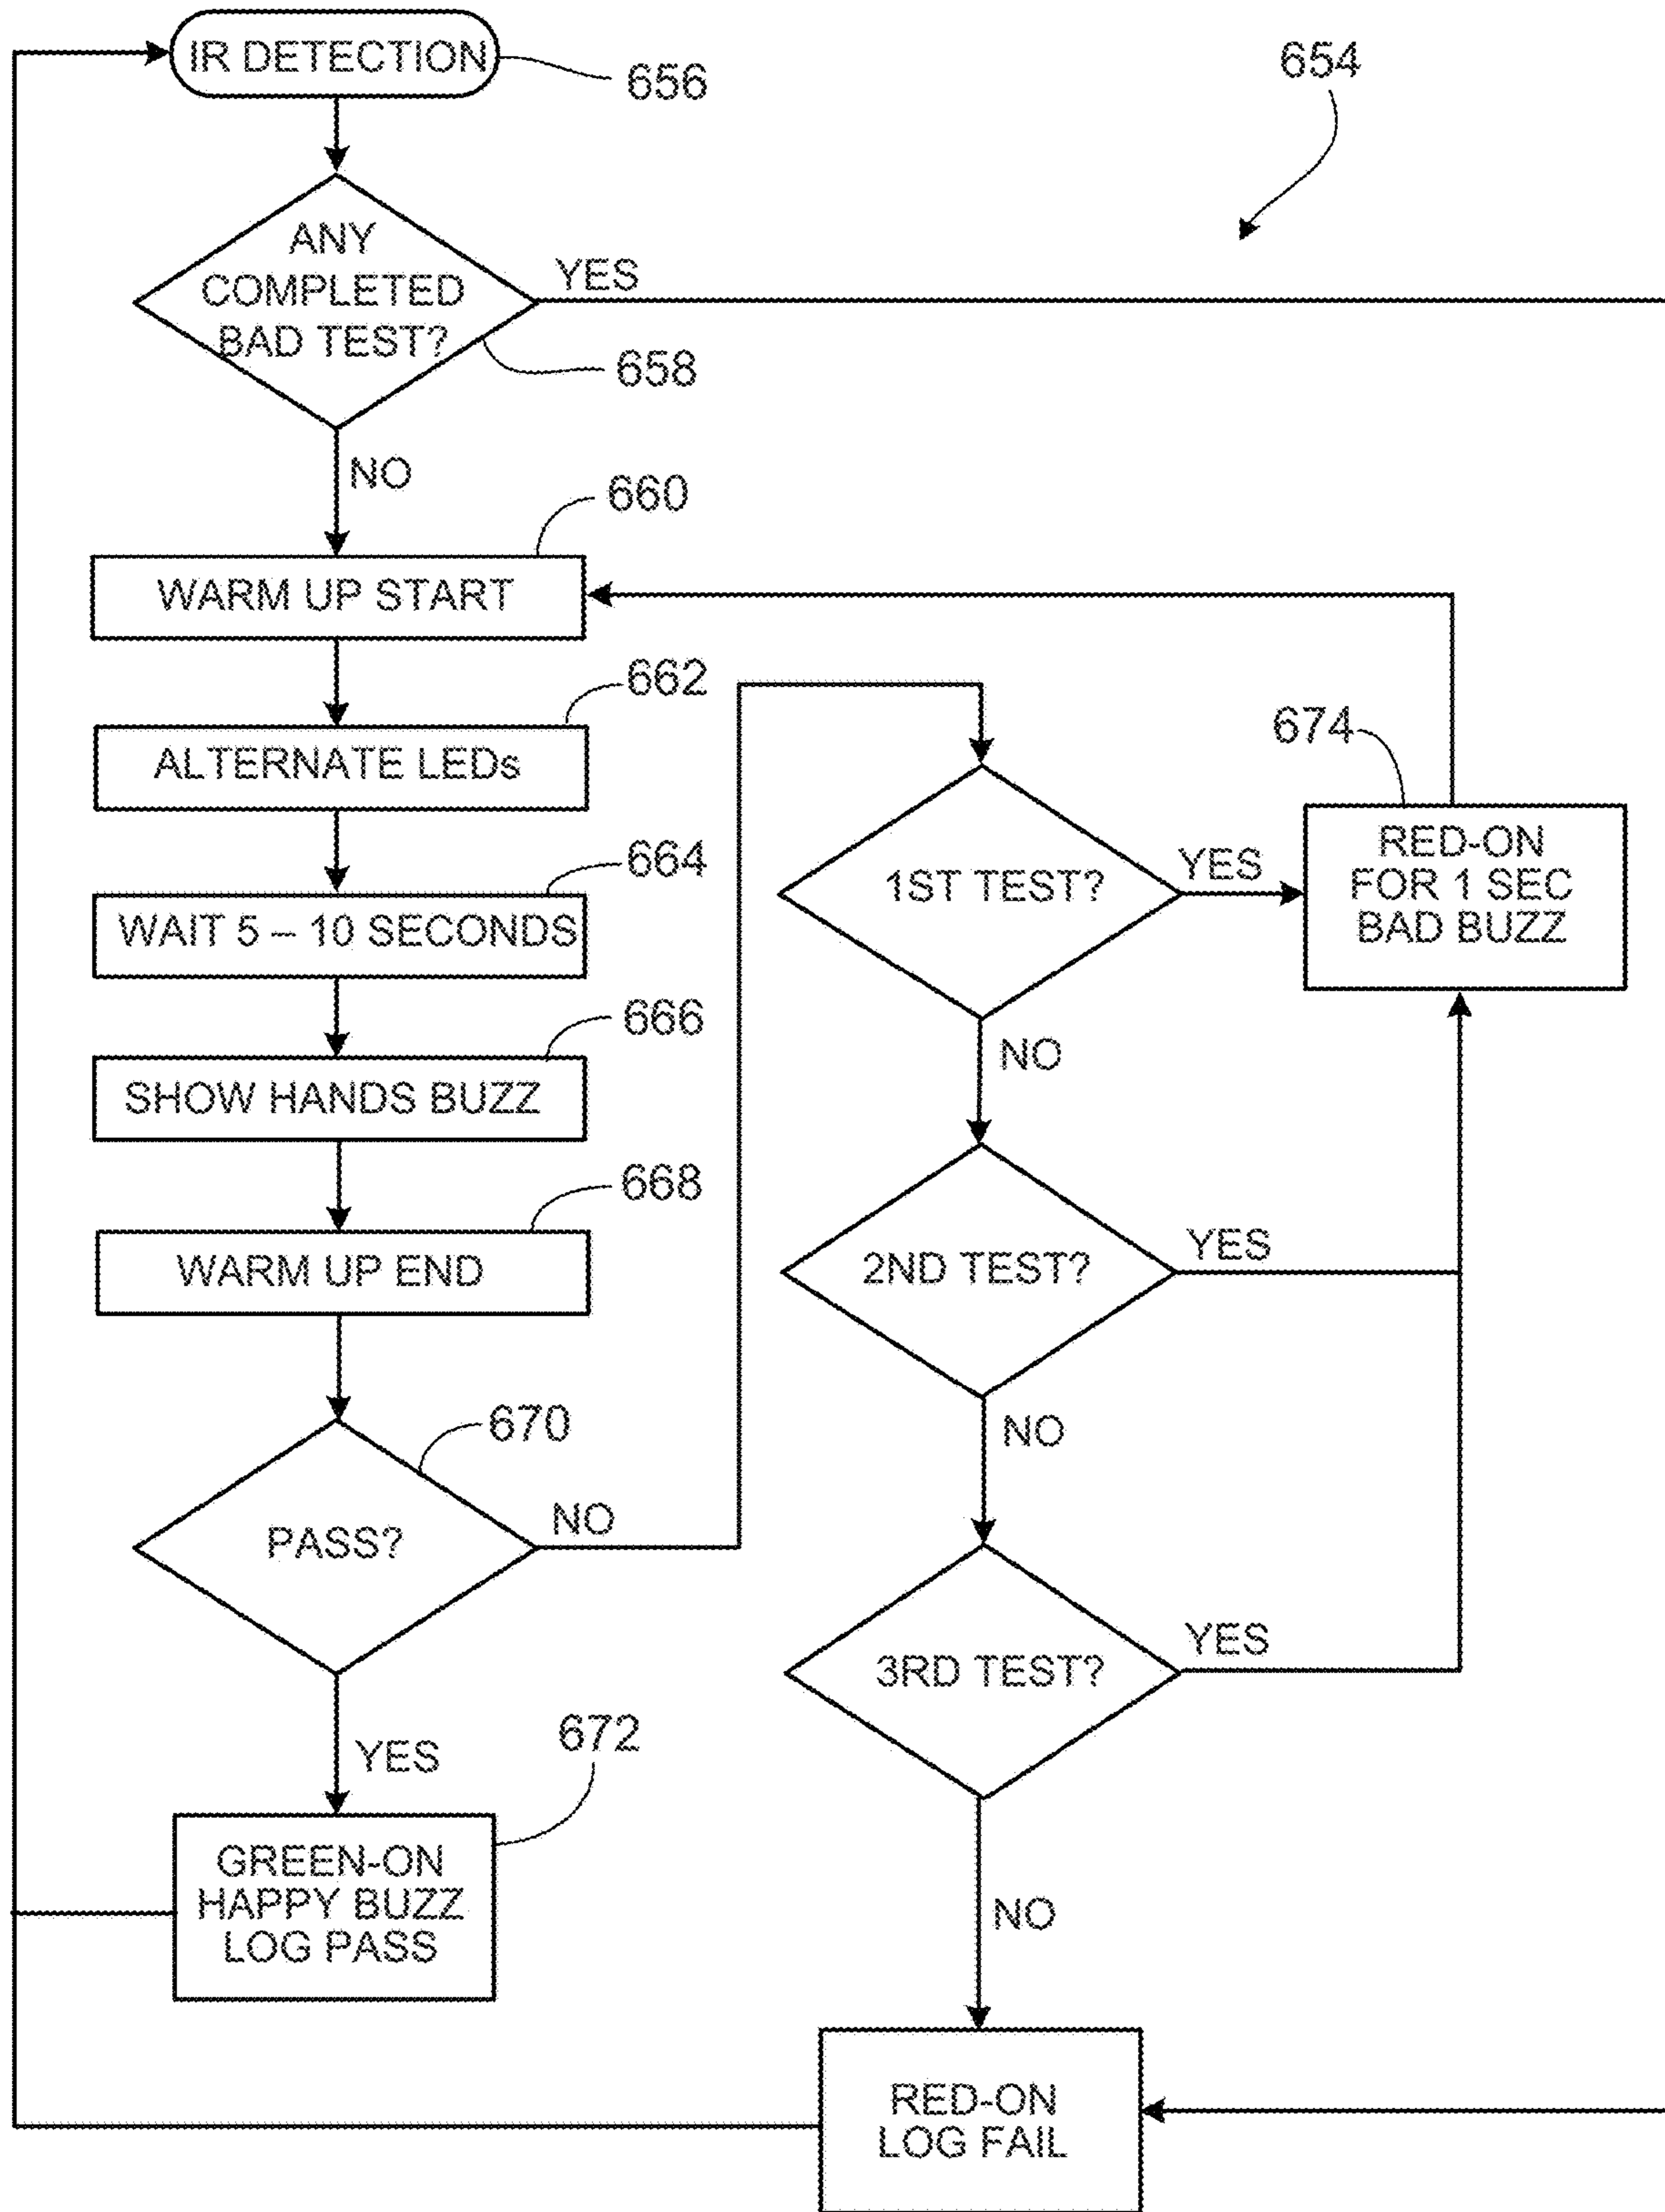 IR DETECTION
656
654
ANY
COMPLETED
BAD TEST?
YES
658
NO
660
WARM UP START
662
ALTERNATE LEDs
664
WAIT 5 – 10 SECONDS
666
SHOW HANDS BUZZ
668
WARM UP END
670
PASS?
NO
YES
672
GREEN-ON
HAPPY BUZZ
LOG PASS
1ST TEST?
YES
674
RED-ON
FOR 1 SEC
BAD BUZZ
NO
2ND TEST?
YES
NO
3RD TEST?
YES
NO
RED-ON
LOG FAIL